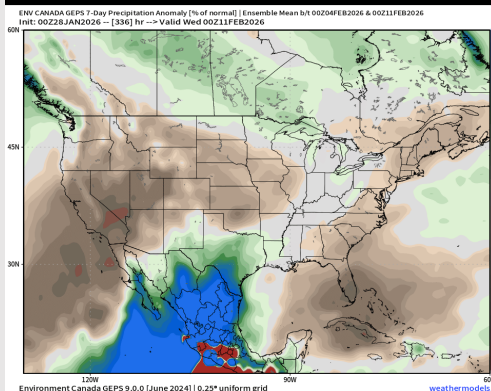 ENV CANADA GEPS 7-Day Precipitation Anomaly [% of normal] | Ensemble Mean b/t 00Z04FEB2026 & 00Z11FEB2026
Init: 00Z28JAN2026 -- [336] hr --> Valid Wed 00Z11FEB2026
60N
45N
30N
120W
90W
60
Environment Canada GEPS 9.0.0 [June 2024] | 0.25° uniform grid
weathermodels